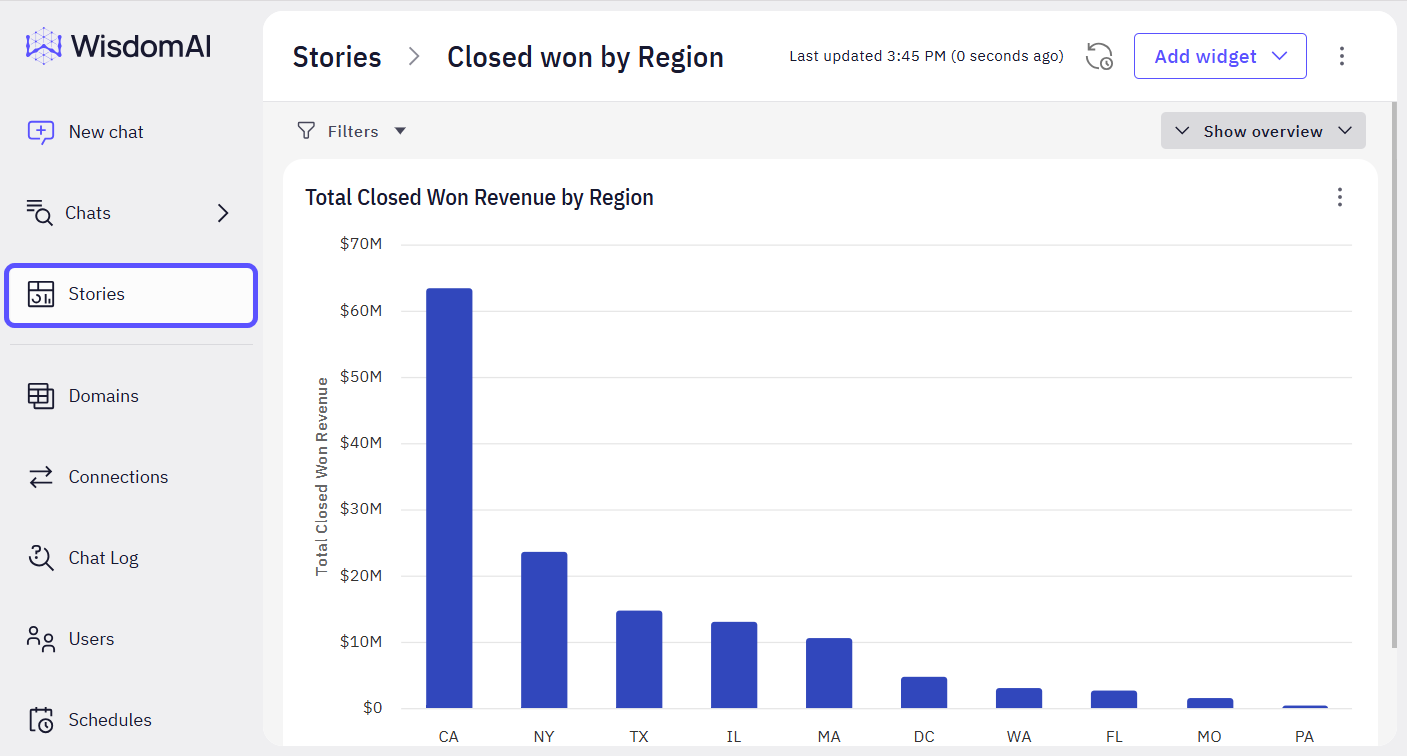 WisdomAI
New chat
Chats
Stories
Domains
Connections
Chat Log
Users
Schedules
Stories > Closed won by Region
Last updated 3:45 PM (0 seconds ago)
Add widget
Filters
Show overview
Total Closed Won Revenue by Region
Total Closed Won Revenue
$70M
$60M
$50M
$40M
$30M
$20M
$10M
$0
CA NY TX IL MA DC WA FL MO PA